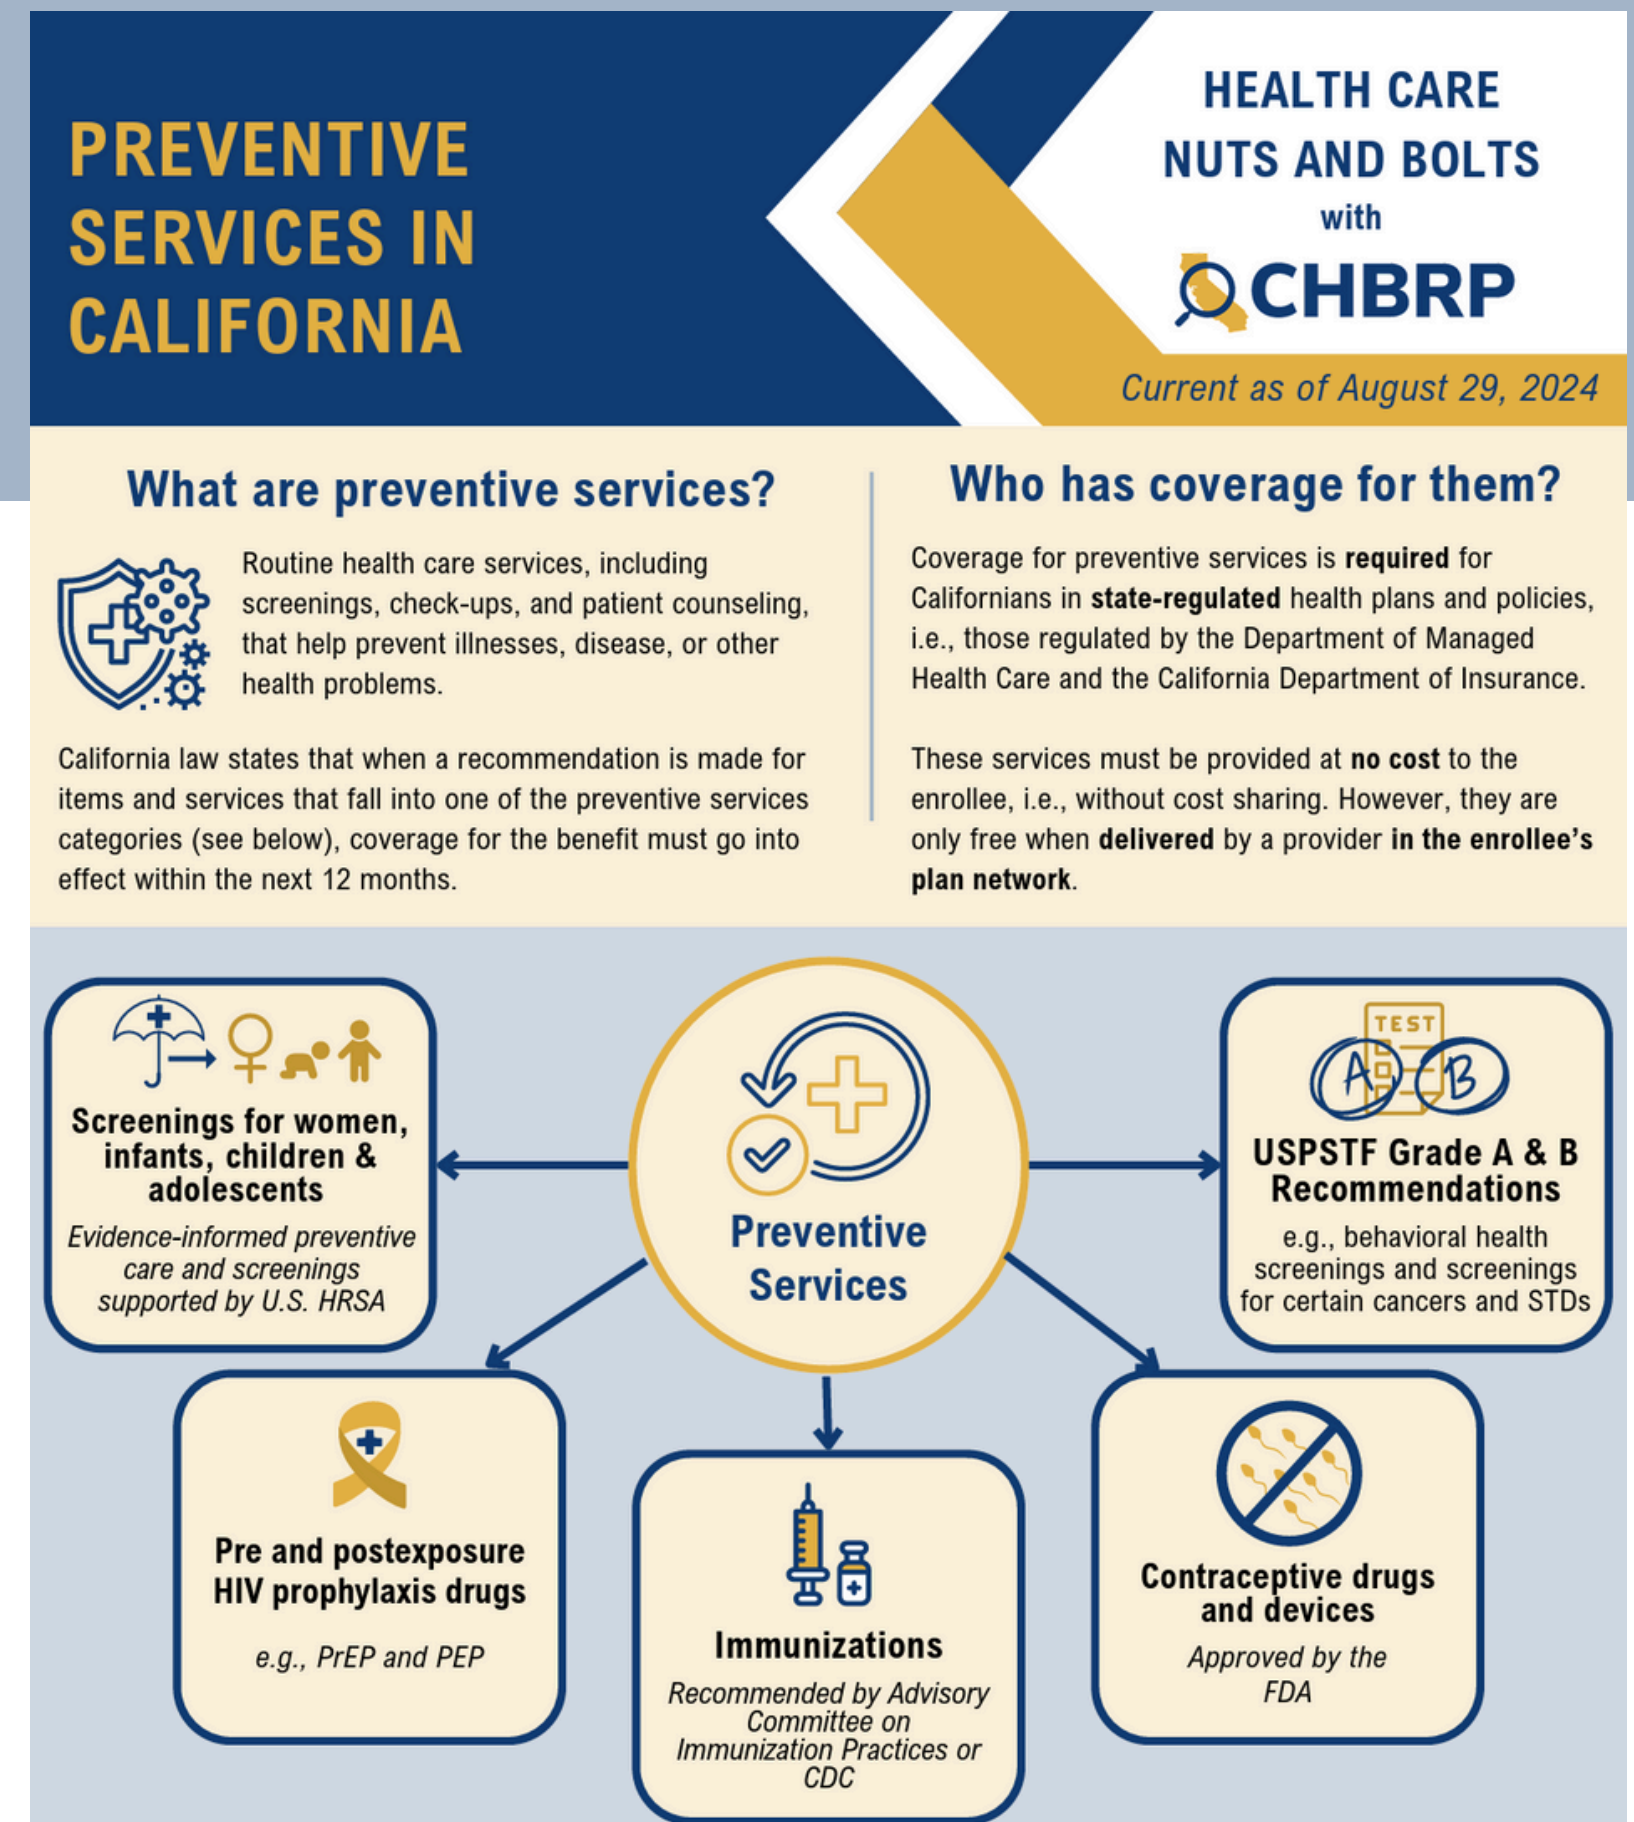 PREVENTIVE
SERVICES IN
CALIFORNIA
HEALTH CARE
NUTS AND BOLTS
with
CHBRP
Current as of August 29, 2024
What are preventive services?
Routine health care services, including
screenings, check-ups, and patient counseling,
that help prevent illnesses, disease, or other
health problems.
California law states that when a recommendation is made for
items and services that fall into one of the preventive services
categories (see below), coverage for the benefit must go into
effect within the next 12 months.
Who has coverage for them?
Coverage for preventive services is required for
Californians in state-regulated health plans and policies,
i.e., those regulated by the Department of Managed
Health Care and the California Department of Insurance.
These services must be provided at no cost to the
enrollee, i.e., without cost sharing. However, they are
only free when delivered by a provider in the enrollee's
plan network.
Preventive
Services
Screenings for women,
infants, children &
adolescents
Evidence-informed preventive
care and screenings
supported by U.S. HRSA
TEST
A B
USPSTF Grade A & B
Recommendations
e.g., behavioral health
screenings and screenings
for certain cancers and STDs
Pre and postexposure
HIV prophylaxis drugs
e.g., PrEP and PEP
Immunizations
Recommended by Advisory
Committee on
Immunization Practices or
CDC
Contraceptive drugs
and devices
Approved by the
FDA